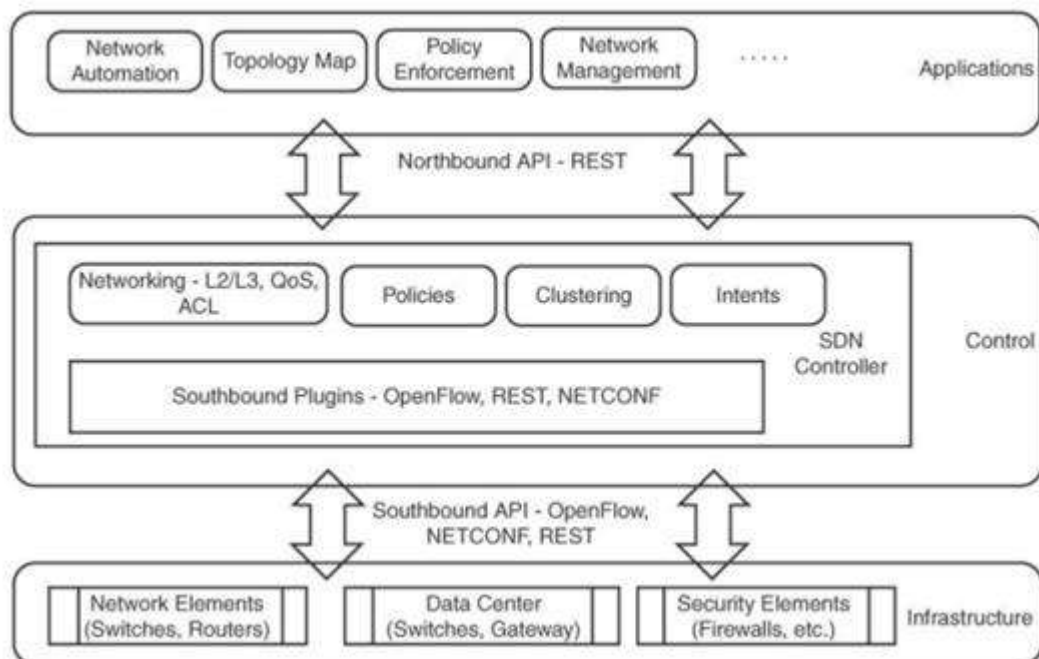 Network
Automation
Topology Map
Policy
Enforcement
Network
Management
.....
Applications
Northbound API - REST
Networking - L2/L3, QoS,
ACL
Policies
Clustering
Intents
SDN
Controller
Control
Southbound Plugins - OpenFlow, REST, NETCONF
Southbound API - OpenFlow,
NETCONF, REST
Network Elements
(Switches, Routers)
Data Center
(Switches, Gateway)
Security Elements
(Firewalls, etc.)
Infrastructure